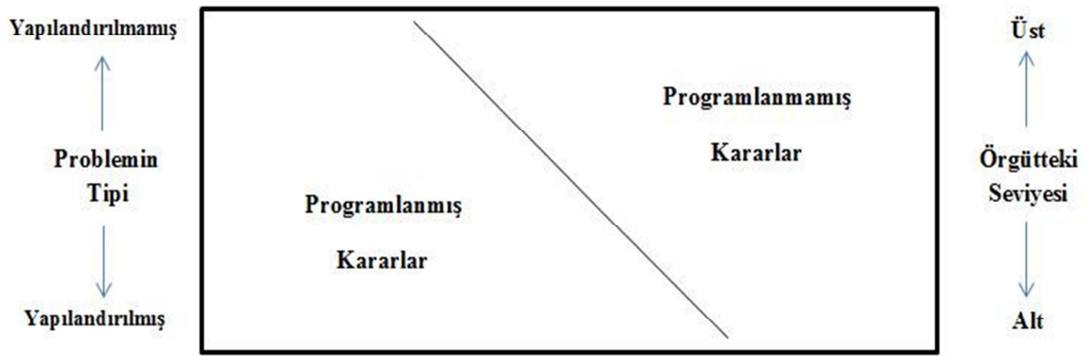 Yapılandırılmamış
Problemin
Tipi
Yapılandırılmış
Programlanmış
Kararlar
Programlanmamış
Kararlar
Üst
Örgütteki
Seviyesi
Alt